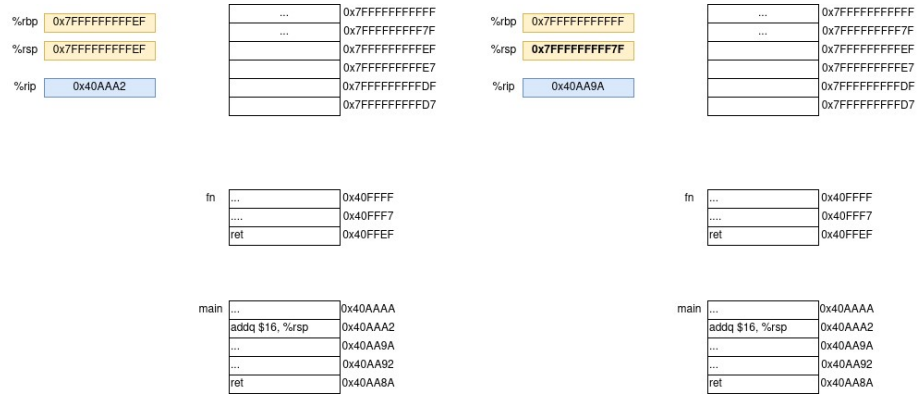 %rbp 0x7FFFFFFFFFEF
%rsp 0x7FFFFFFFFFEF
%rip 0x40AAA2
... 0x7FFFFFFFFFFF
... 0x7FFFFFFFFF7F
0x7FFFFFFFFFEF
0x7FFFFFFFFFE7
0x7FFFFFFFFFDF
0x7FFFFFFFFFD7
fn ... 0x40FFFF
.... 0x40FFF7
ret 0x40FFEF
main ... 0x40AAAA
addq $16, %rsp 0x40AAA2
... 0x40AA9A
... 0x40AA92
ret 0x40AA8A
%rbp 0x7FFFFFFFFFFF
%rsp 0x7FFFFFFFFF7F
%rip 0x40AA9A
... 0x7FFFFFFFFFFF
... 0x7FFFFFFFFF7F
0x7FFFFFFFFFEF
0x7FFFFFFFFFE7
0x7FFFFFFFFFDF
0x7FFFFFFFFFD7
fn ... 0x40FFFF
.... 0x40FFF7
ret 0x40FFEF
main ... 0x40AAAA
addq $16, %rsp 0x40AAA2
... 0x40AA9A
... 0x40AA92
ret 0x40AA8A